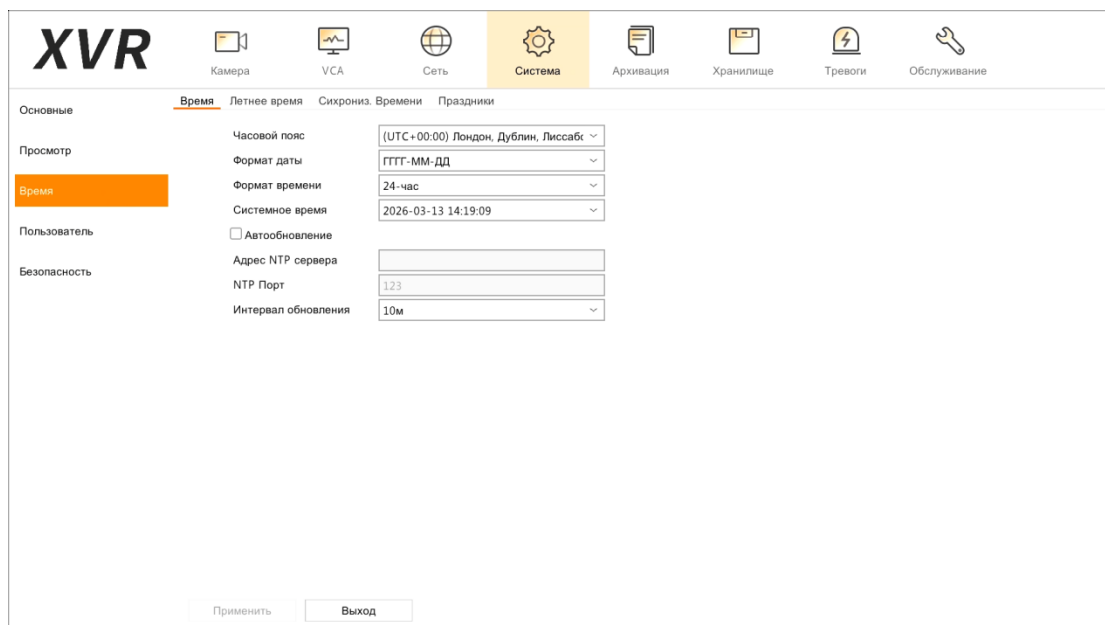 XVR
Камера
VCA
Сеть
Система
Архивация
Хранилище
Тревоги
Обслуживание
Основные
Просмотр
Время
Пользователь
Безопасность
Время Летнее время Сихрониз. Времени Праздники
Часовой пояс (UTC+00:00) Лондон, Дублин, Лиссабо
Формат даты ГГГГ-ММ-ДД
Формат времени 24-час
Системное время 2026-03-13 14:19:09
Автообновление
Адрес NTP сервера
NTP Порт 123
Интервал обновления 10м
Применить Выход